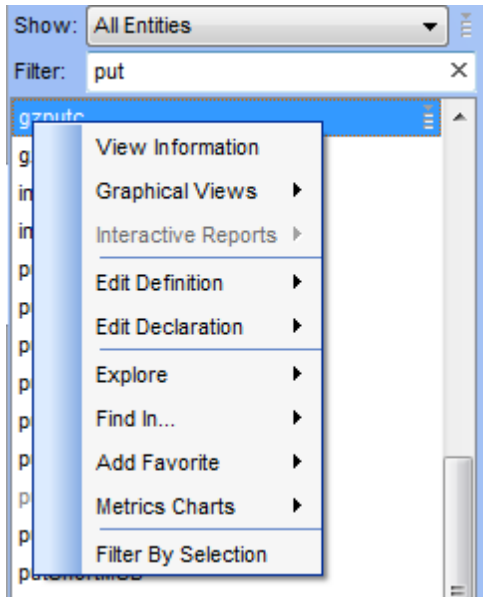 Show: All Entities
Filter: put
gzputc
View Information
Graphical Views
Interactive Reports
Edit Definition
Edit Declaration
Explore
Find In...
Add Favorite
Metrics Charts
Filter By Selection
putShortMSB